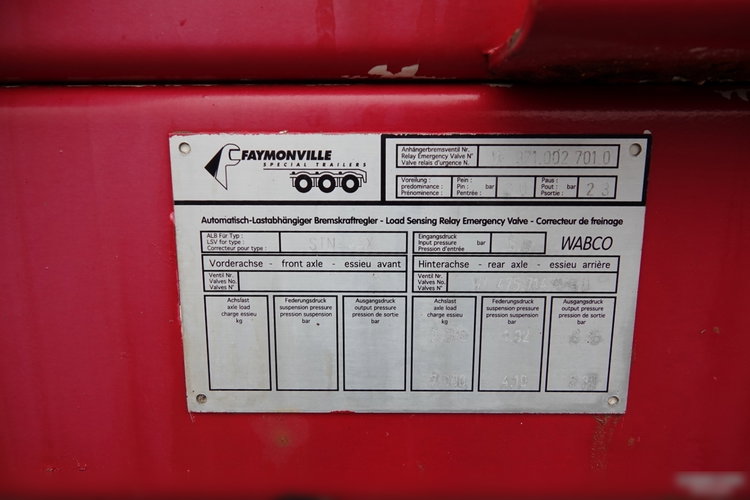 FAYMONVILLE
SPECIAL TRAILERS
Anhängerbremsventil Nr.
Relay Emergency Valve N°
Valve relais d'urgence N.
971 002 701 0
Voreilung :
predominance :
Prénominence :
Pein :
Pin : bar
Pentrée :
Paus :
Pout : bar
Psortie :
2 3
Automatisch-Lastabhängiger Bremskraftregler - Load Sensing Relay Emergency Valve - Correcteur de freinage
ALB Für Typ :
LSV for type :
Correcteur pour type :
Eingangsdruck
Input pressure bar
Pression d'entrée
WABCO
Vorderachse - front axle - essieu avant
Hinterachse - rear axle - essieu arrière
Ventil Nr.
Valves No.
Valves N°
Ventil Nr.
Valves No.
Valves N°
Achslast
axle load
charge essieu
kg
Federungsdruck
suspension pressure
pression suspension
bar
Ausgangsdruck
output pressure
pression de sortie
bar
Achslast
axle load
charge essieu
kg
Federungsdruck
suspension pressure
pression suspension
bar
Ausgangsdruck
output pressure
pression de sortie
bar